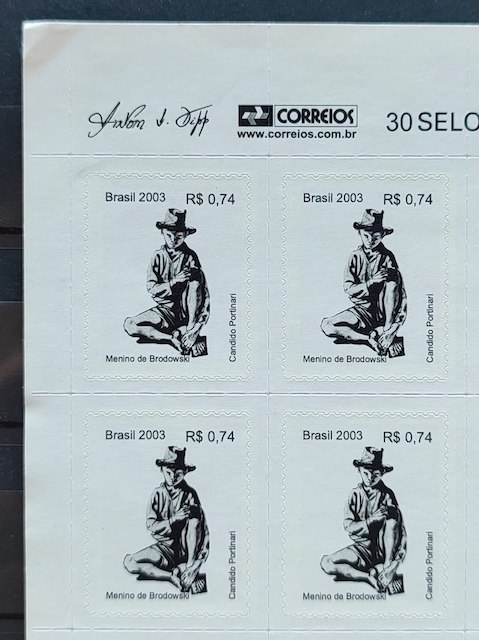 CORREIOS
www.correios.com.br
30 SELO
Brasil 2003 R$ 0,74
Candido Portinari
Menino de Brodowski
Brasil 2003 R$ 0,74
Candido Portinari
Menino de Brodowski
Brasil 2003 R$ 0,74
Candido Portinari
Menino de Brodowski
Brasil 2003 R$ 0,74
Candido Portinari
Menino de Brodowski